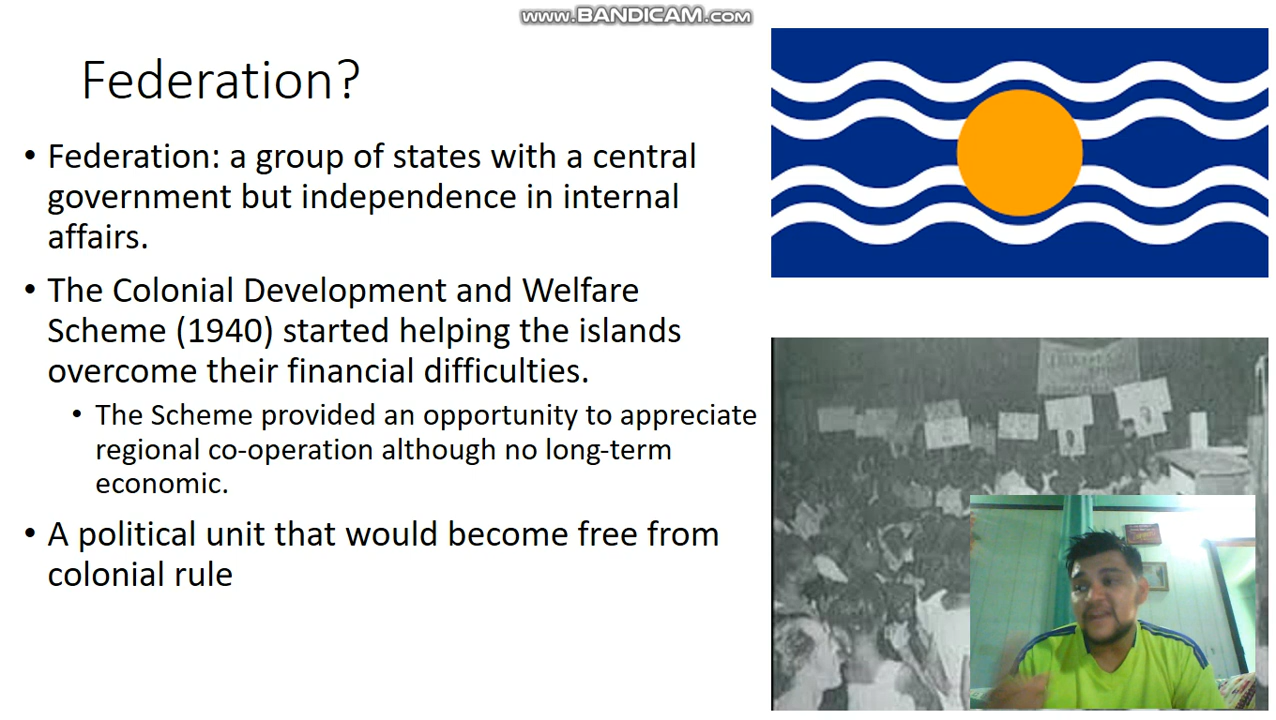 www.BANDICAM.com
Federation?
• Federation: a group of states with a central
government but independence in internal
affairs.
• The Colonial Development and Welfare
Scheme (1940) started helping the islands
overcome their financial difficulties.
• The Scheme provided an opportunity to appreciate
regional co-operation although no long-term
economic.
• A political unit that would become free from
colonial rule